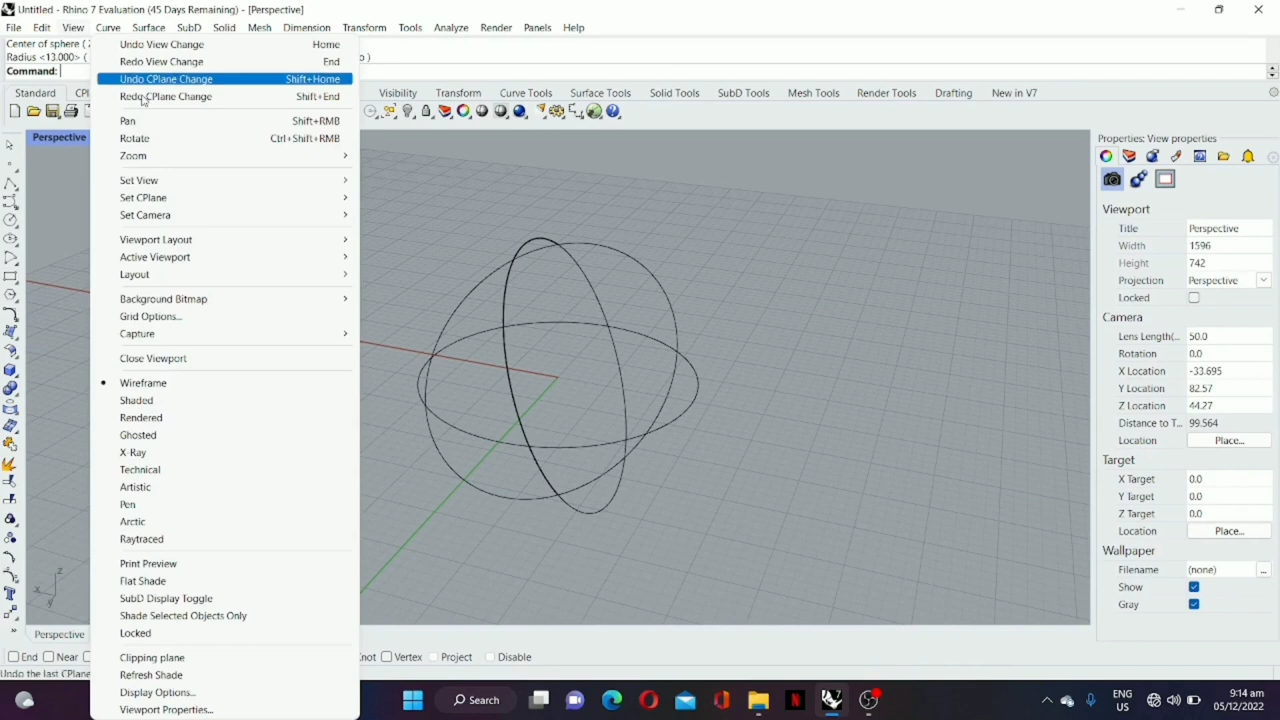 Untitled - Rhino 7 Evaluation (45 Days Remaining) - [Perspective]
File Edit View Curve Surface SubD Solid Mesh Dimension Transform Tools Analyze Render Panels Help
Center of sphere (
Radius <13.000> (
Command:
Standard
Visibility Transform Curve Tools Surface Tools Solid Tools SubD Tools Mesh Tools Render Tools Drafting New in V7
Perspective
Undo View Change Home
Redo View Change End
Undo CPlane Change Shift+Home
Redo CPlane Change Shift+End
Pan Shift+RMB
Rotate Ctrl+Shift+RMB
Zoom
Set View
Set CPlane
Set Camera
Viewport Layout
Active Viewport
Layout
Background Bitmap
Grid Options...
Capture
Close Viewport
Wireframe
Shaded
Rendered
Ghosted
X-Ray
Technical
Artistic
Pen
Arctic
Raytraced
Print Preview
Flat Shade
SubD Display Toggle
Shade Selected Objects Only
Locked
Clipping plane
Refresh Shade
Display Options...
Viewport Properties...
z
x
y
Properties: View properties
Viewport
Title Perspective
Width 1596
Height 742
Projection Perspective
Locked
Camera
Lens Length(...
50.0
Rotation 0.0
X Location -33.695
Y Location 82.57
Z Location 44.27
Distance to T... 99.564
Location Place...
Target
X Target 0.0
Y Target 0.0
Z Target 0.0
Location Place...
Wallpaper
Filename (none) ...
Show
Gray
Perspective
End Near
Vertex Project Disable
Undo the last CPlane
Search
ENG
US
9:14 am
05/12/2022